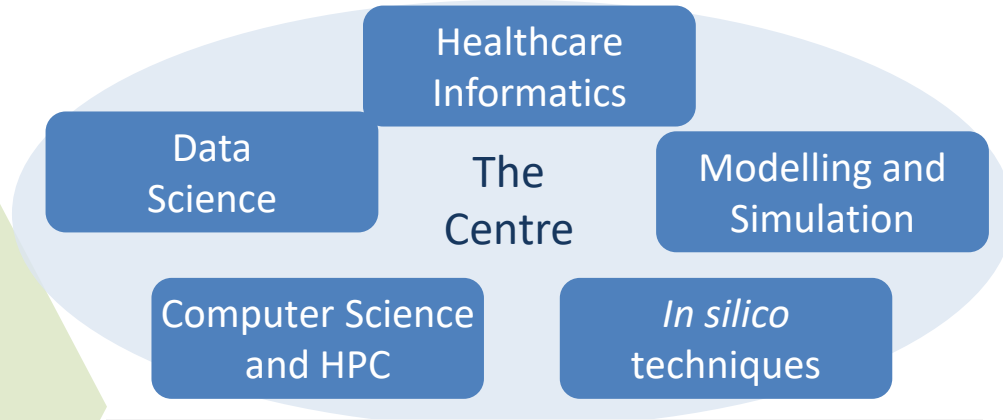 Healthcare
Informatics
Data
Science
The
Centre
Modelling and
Simulation
Computer Science
and HPC
In silico
techniques